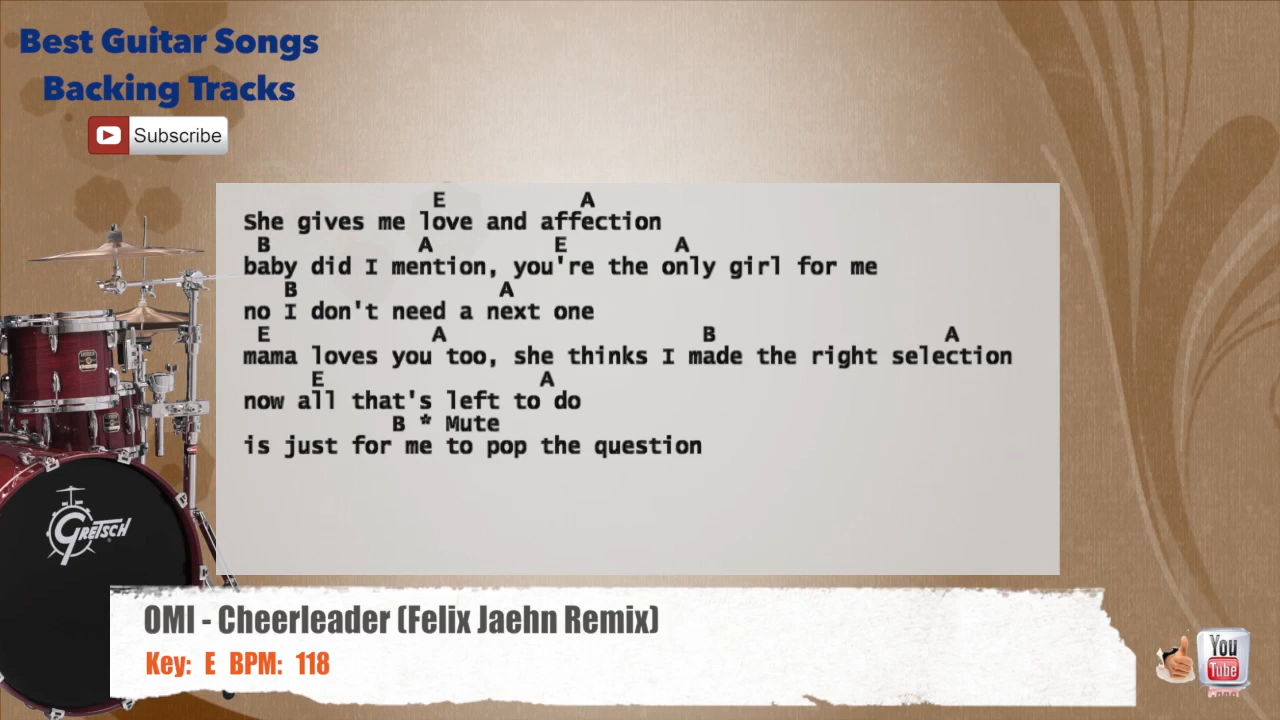 Best Guitar Songs
Backing Tracks
Subscribe
E A
She gives me love and affection
B A E A
baby did I mention, you're the only girl for me
B A
no I don't need a next one
E A B A
mama loves you too, she thinks I made the right selection
E A
now all that's left to do
B * Mute
is just for me to pop the question
GRETSCH
OMI - Cheerleader (Felix Jaehn Remix)
Key: E BPM: 118
You
Tube